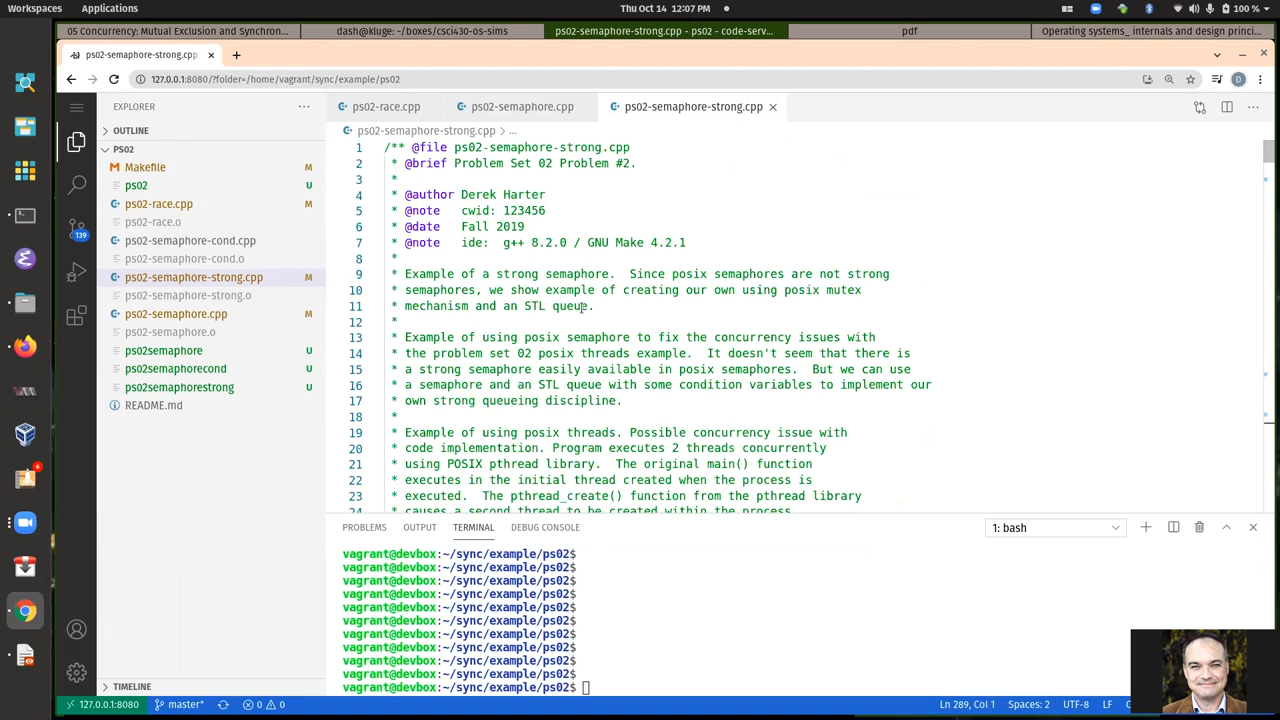 Workspaces Applications Thu Oct 14 12:07 PM 100 %
05 Concurrency: Mutual Exclusion and Synchron... dash@kluge: ~/boxes/csci430-os-sims ps02-semaphore-strong.cpp - ps02 - code-serv... pdf Operating systems_ internals and design princi...
ps02-semaphore-strong.cpp
127.0.0.1:8080/?folder=/home/vagrant/sync/example/ps02
D
EXPLORER
OUTLINE
PS02
Makefile M
ps02 U
ps02-race.cpp M
ps02-race.o
ps02-semaphore-cond.cpp
ps02-semaphore-cond.o
ps02-semaphore-strong.cpp M
ps02-semaphore-strong.o
ps02-semaphore.cpp M
ps02-semaphore.o
ps02semaphore U
ps02semaphorecond U
ps02semaphorestrong U
README.md
TIMELINE
139
6
ps02-race.cpp ps02-semaphore.cpp ps02-semaphore-strong.cpp
ps02-semaphore-strong.cpp > ...
1 /** @file ps02-semaphore-strong.cpp
2 * @brief Problem Set 02 Problem #2.
3 *
4 * @author Derek Harter
5 * @note cwid: 123456
6 * @date Fall 2019
7 * @note ide: g++ 8.2.0 / GNU Make 4.2.1
8 *
9 * Example of a strong semaphore. Since posix semaphores are not strong
10 * semaphores, we show example of creating our own using posix mutex
11 * mechanism and an STL queue.
12 *
13 * Example of using posix semaphore to fix the concurrency issues with
14 * the problem set 02 posix threads example. It doesn't seem that there is
15 * a strong semaphore easily available in posix semaphores. But we can use
16 * a semaphore and an STL queue with some condition variables to implement our
17 * own strong queueing discipline.
18 *
19 * Example of using posix threads. Possible concurrency issue with
20 * code implementation. Program executes 2 threads concurrently
21 * using POSIX pthread library. The original main() function
22 * executes in the initial thread created when the process is
23 * executed. The pthread_create() function from the pthread library
24 * causes a second thread to be created within the process
PROBLEMS OUTPUT TERMINAL DEBUG CONSOLE 1: bash
vagrant@devbox:~/sync/example/ps02$
vagrant@devbox:~/sync/example/ps02$
vagrant@devbox:~/sync/example/ps02$
vagrant@devbox:~/sync/example/ps02$
vagrant@devbox:~/sync/example/ps02$
vagrant@devbox:~/sync/example/ps02$
vagrant@devbox:~/sync/example/ps02$
vagrant@devbox:~/sync/example/ps02$
vagrant@devbox:~/sync/example/ps02$
vagrant@devbox:~/sync/example/ps02$
vagrant@devbox:~/sync/example/ps02$
127.0.0.1:8080 master* 0 0 Ln 289, Col 1 Spaces: 2 UTF-8 LF